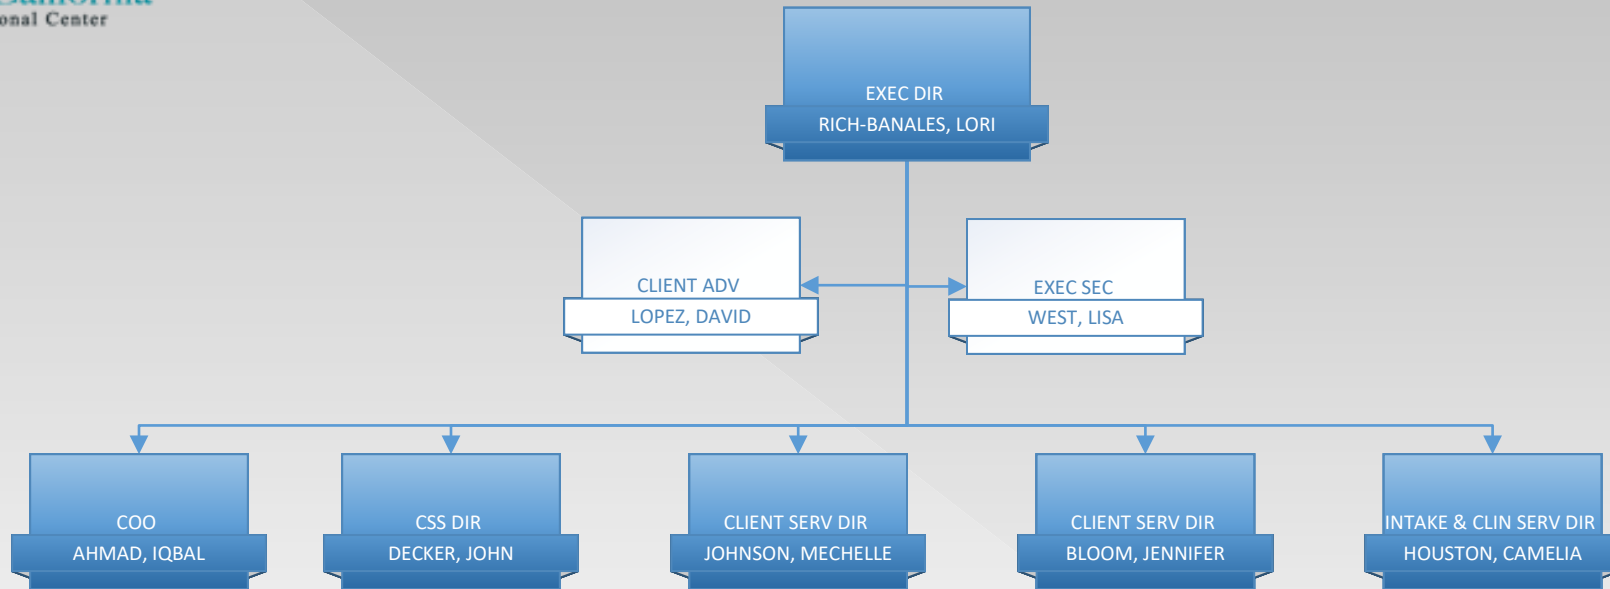 Center
EXEC DIR
RICH-BANALES, LORI
CLIENT ADV
LOPEZ, DAVID
EXEC SEC
WEST, LISA
COO
AHMAD, IQBAL
CSS DIR
DECKER, JOHN
CLIENT SERV DIR
JOHNSON, MECHELLE
CLIENT SERV DIR
BLOOM, JENNIFER
INTAKE & CLIN SERV DIR
HOUSTON, CAMELIA